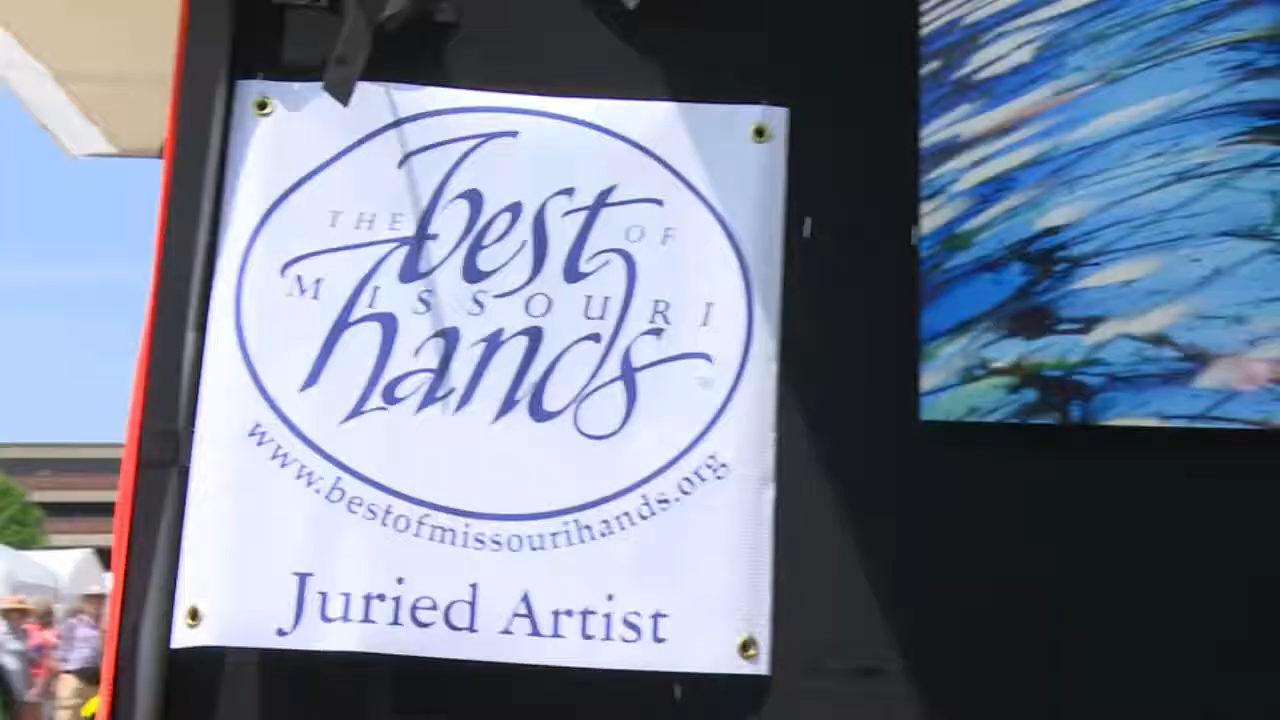 THE best OF
MISSOURI
hands
www.bestofmissourihands.org
Juried Artist